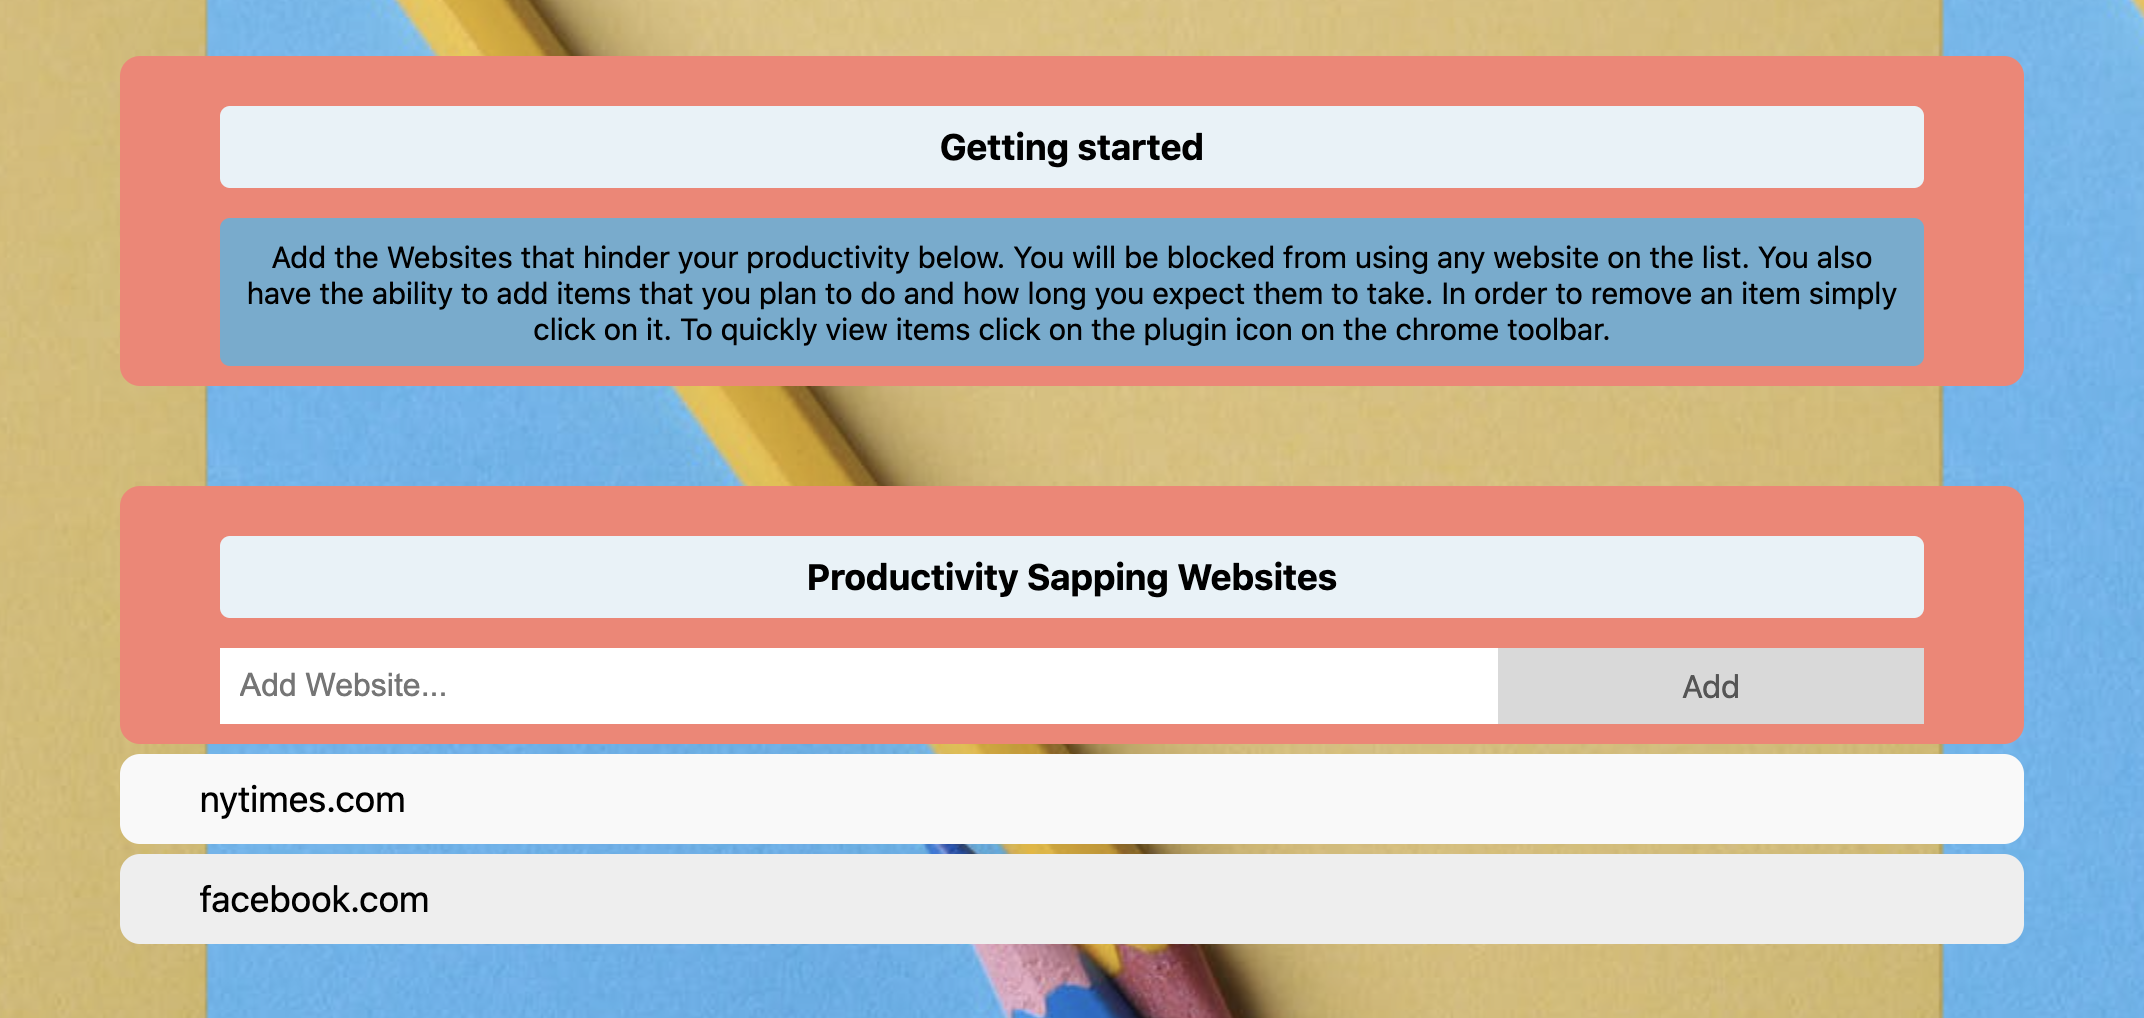 Getting started
Add the Websites that hinder your productivity below. You will be blocked from using any website on the list. You also
have the ability to add items that you plan to do and how long you expect them to take. In order to remove an item simply
click on it. To quickly view items click on the plugin icon on the chrome toolbar.
Productivity Sapping Websites
Add Website...
Add
nytimes.com
facebook.com